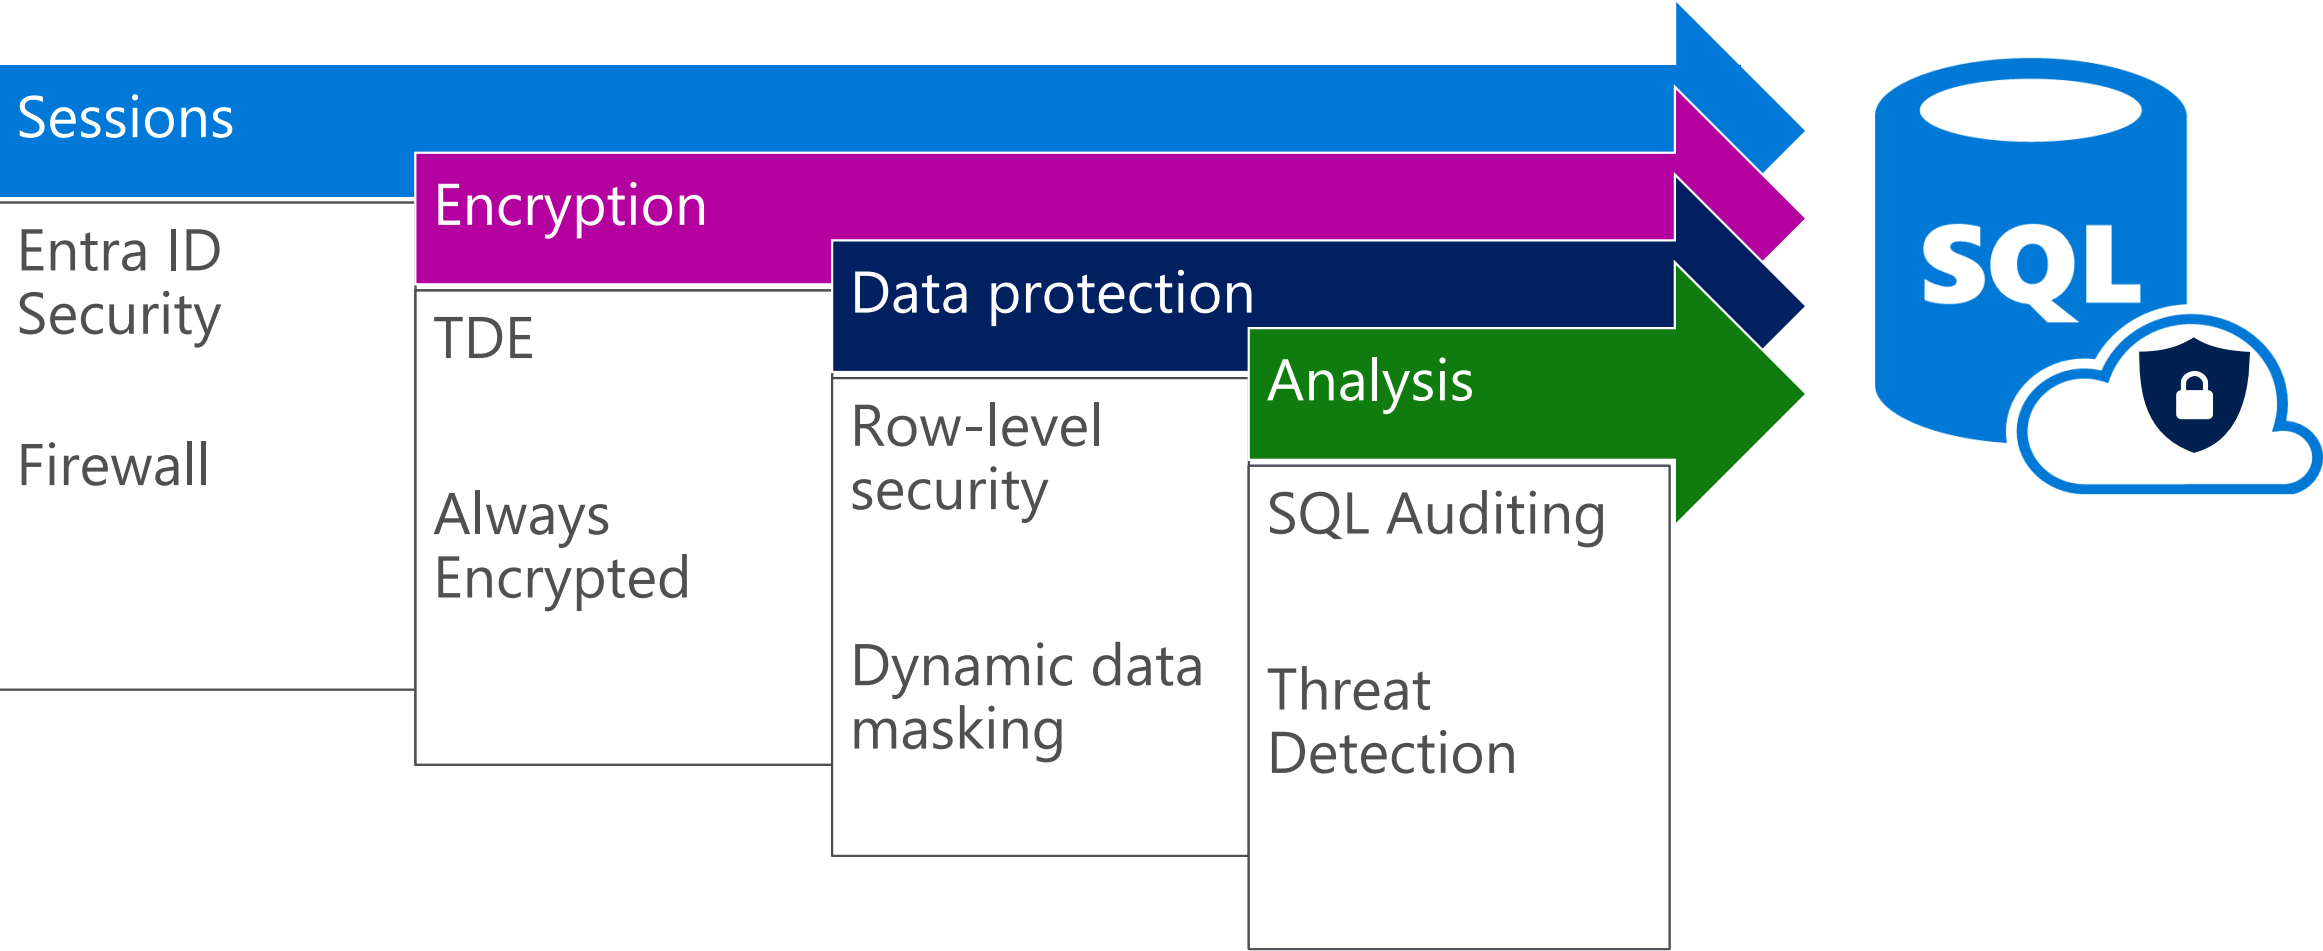 Sessions
Entra ID
Security
Firewall
Encryption
TDE
Always
Encrypted
Data protection
Row-level
security
Dynamic data
masking
Analysis
SQL Auditing
Threat
Detection
SQL